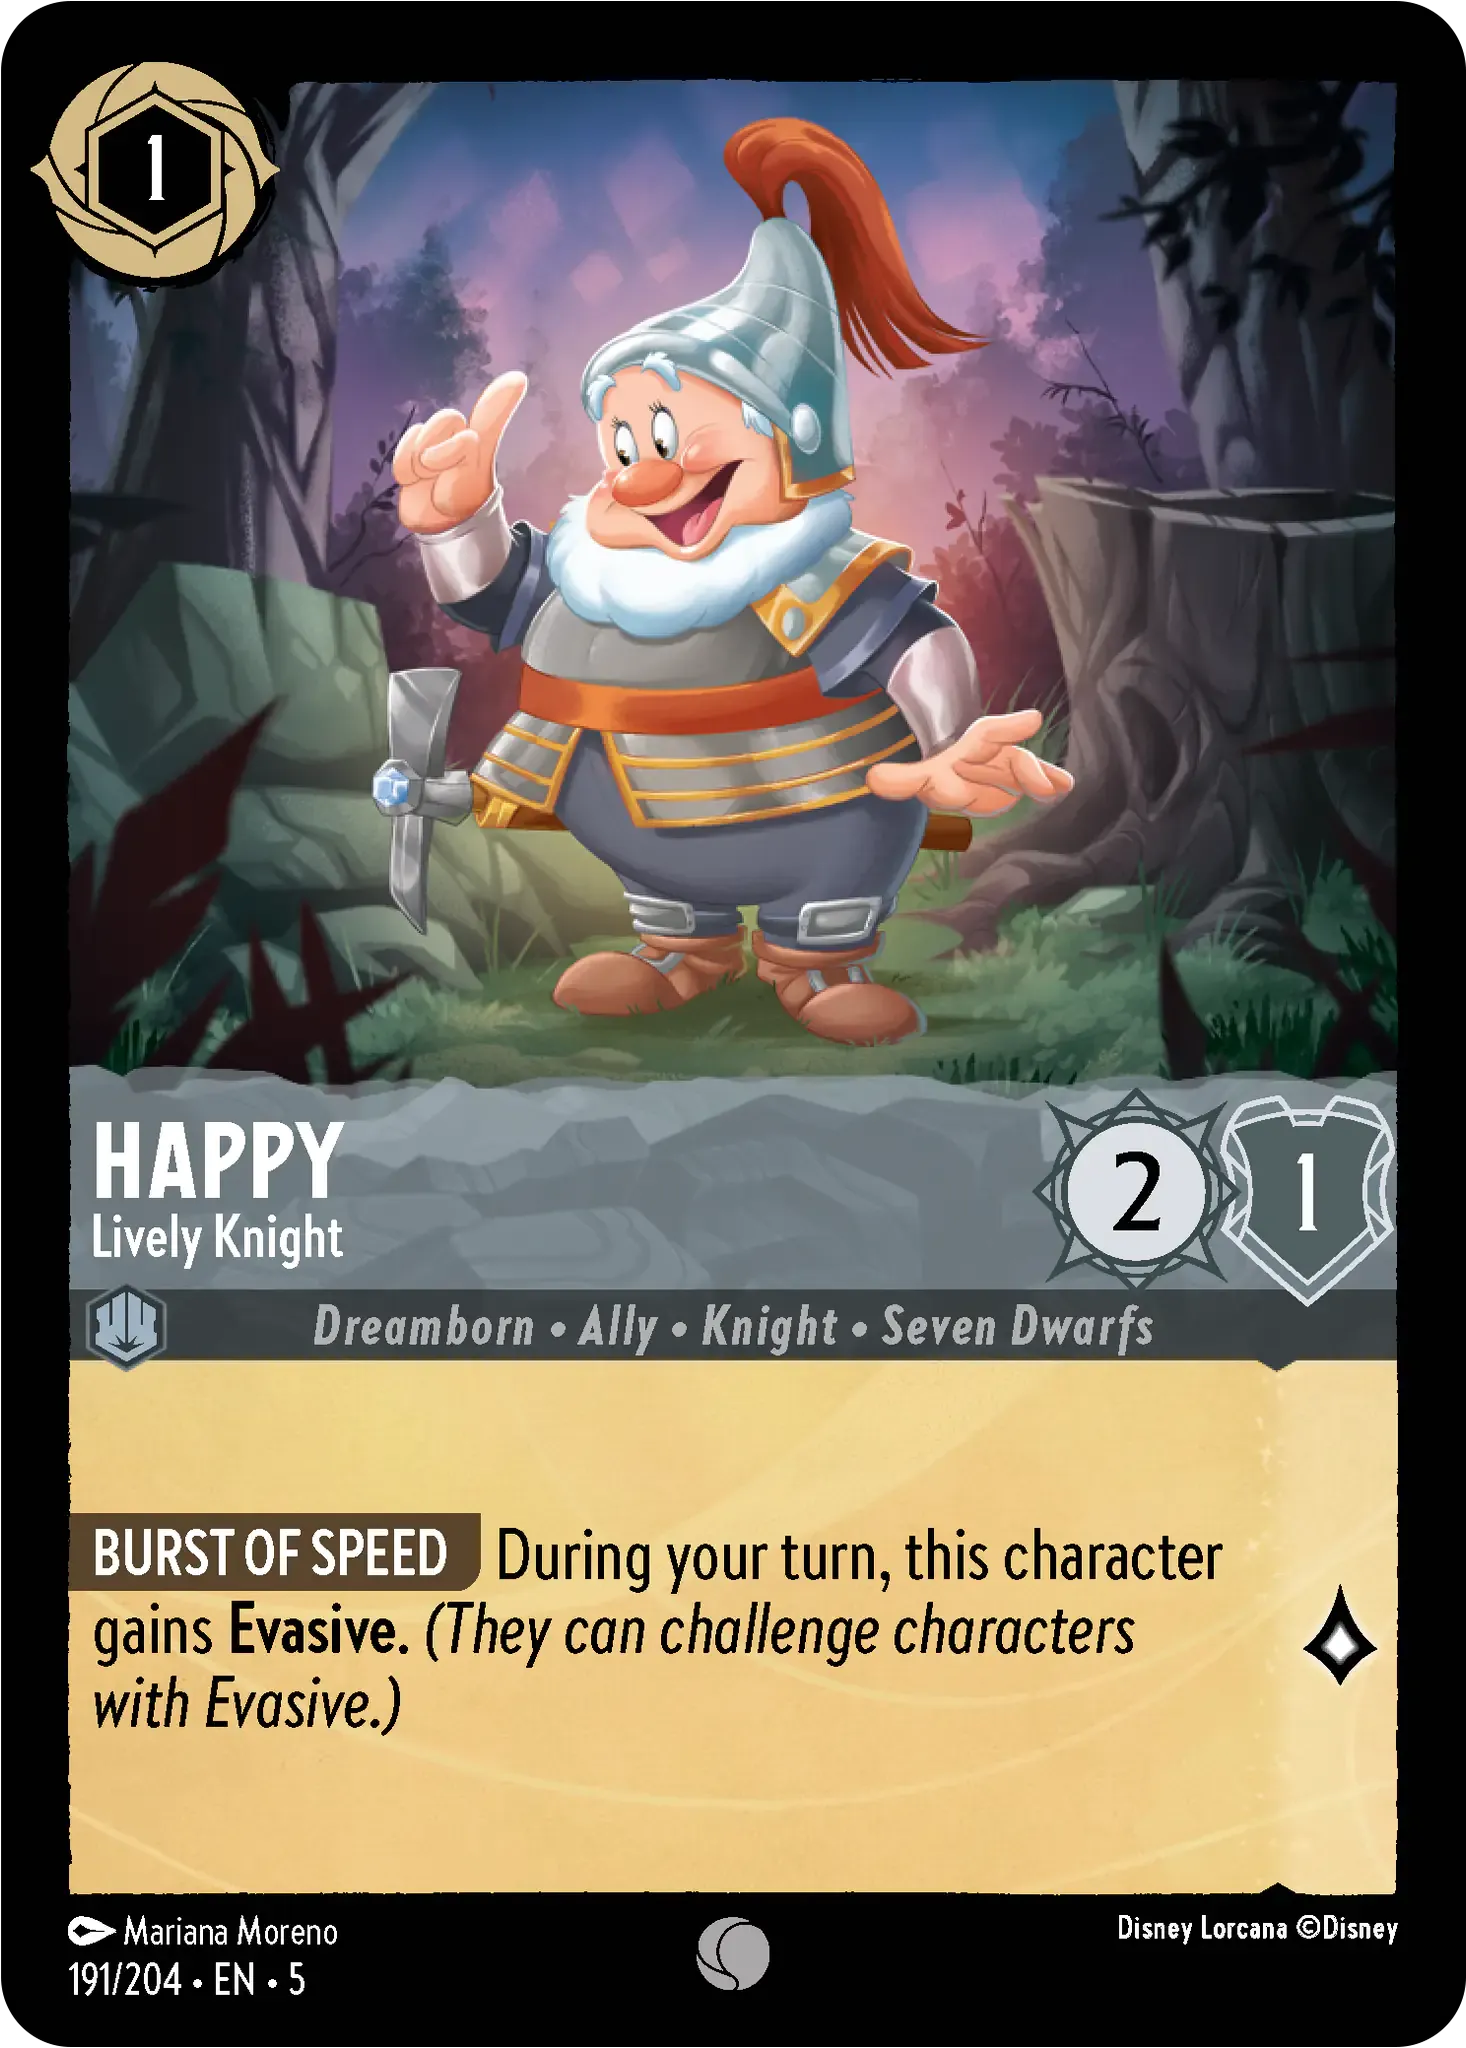 1
HAPPY
Lively Knight
2
1
Dreamborn • Ally • Knight • Seven Dwarfs
BURST OF SPEED During your turn, this character
gains Evasive. (They can challenge characters
with Evasive.)
Mariana Moreno
Disney Lorcana ©Disney
191/204 • EN • 5